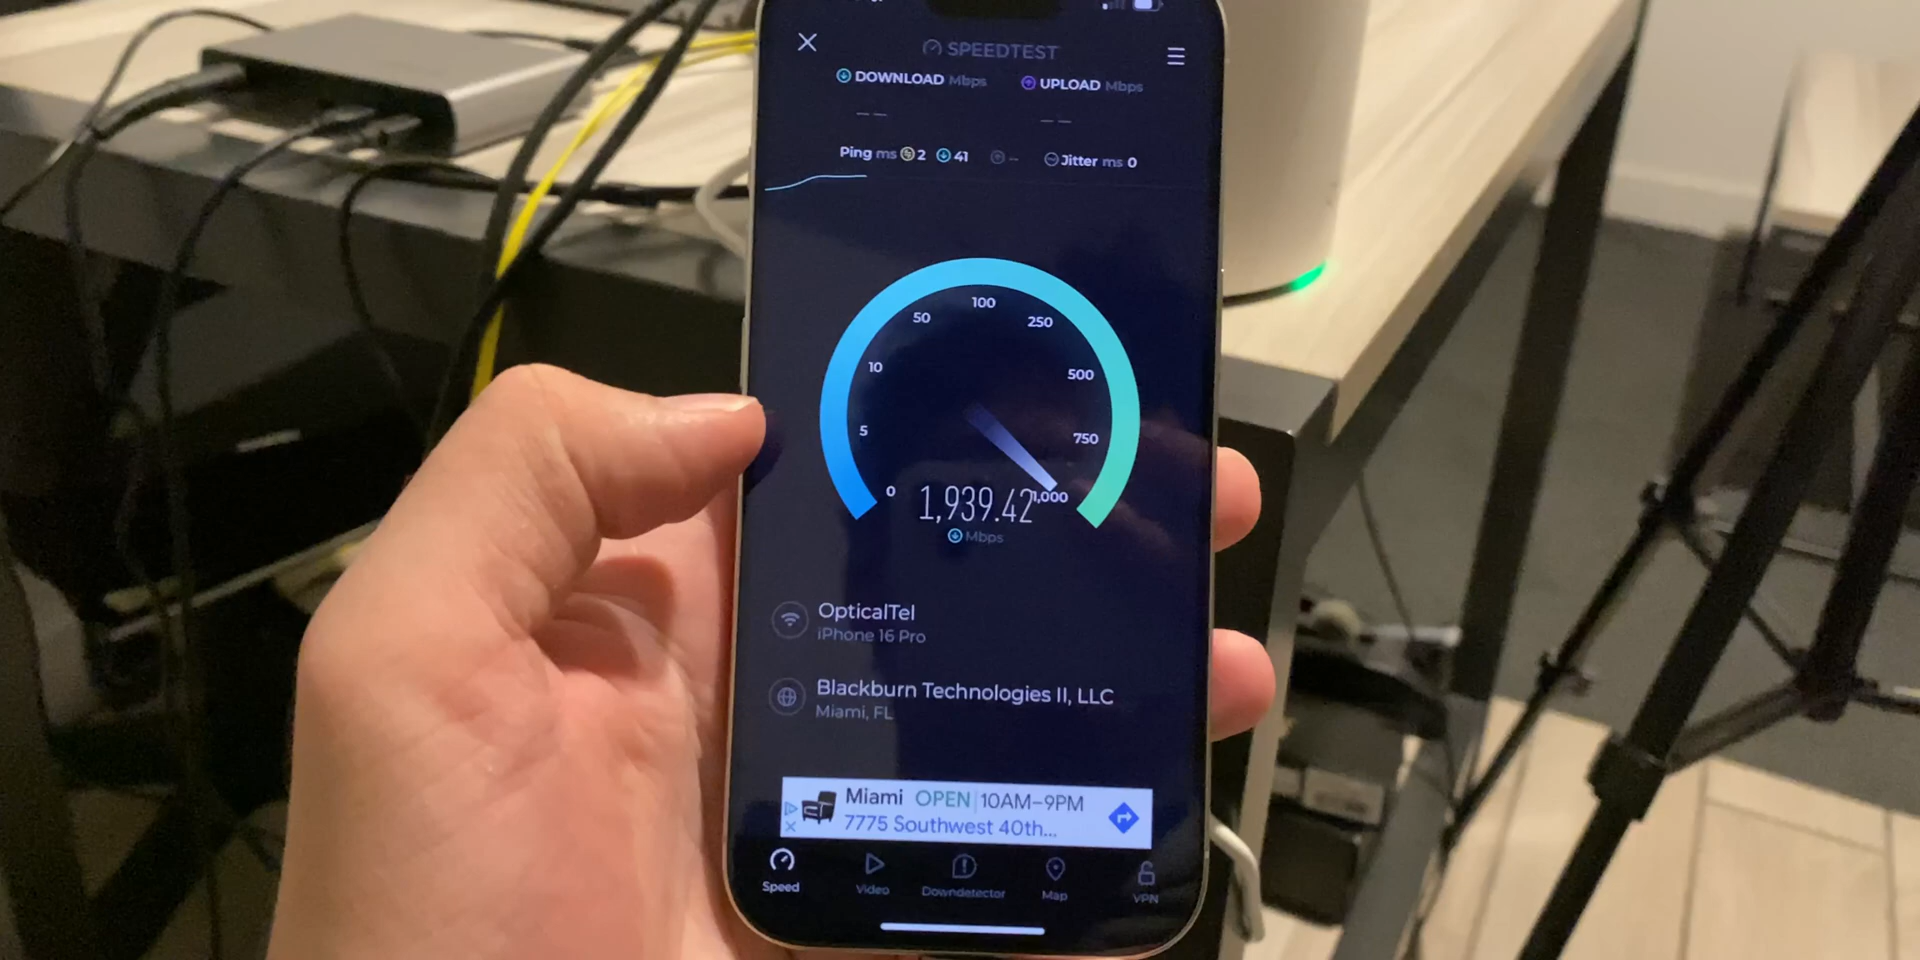 SPEEDTEST
DOWNLOAD Mbps
UPLOAD Mbps
-- --
Ping ms 2 41 -- Jitter ms 0
0
5
10
50
100
250
500
750
1,000
1,939.42
Mbps
OpticalTel
iPhone 16 Pro
Blackburn Technologies II, LLC
Miami, FL
Miami OPEN | 10AM–9PM
7775 Southwest 40th...
Speed
Video
Downdetector
Map
VPN